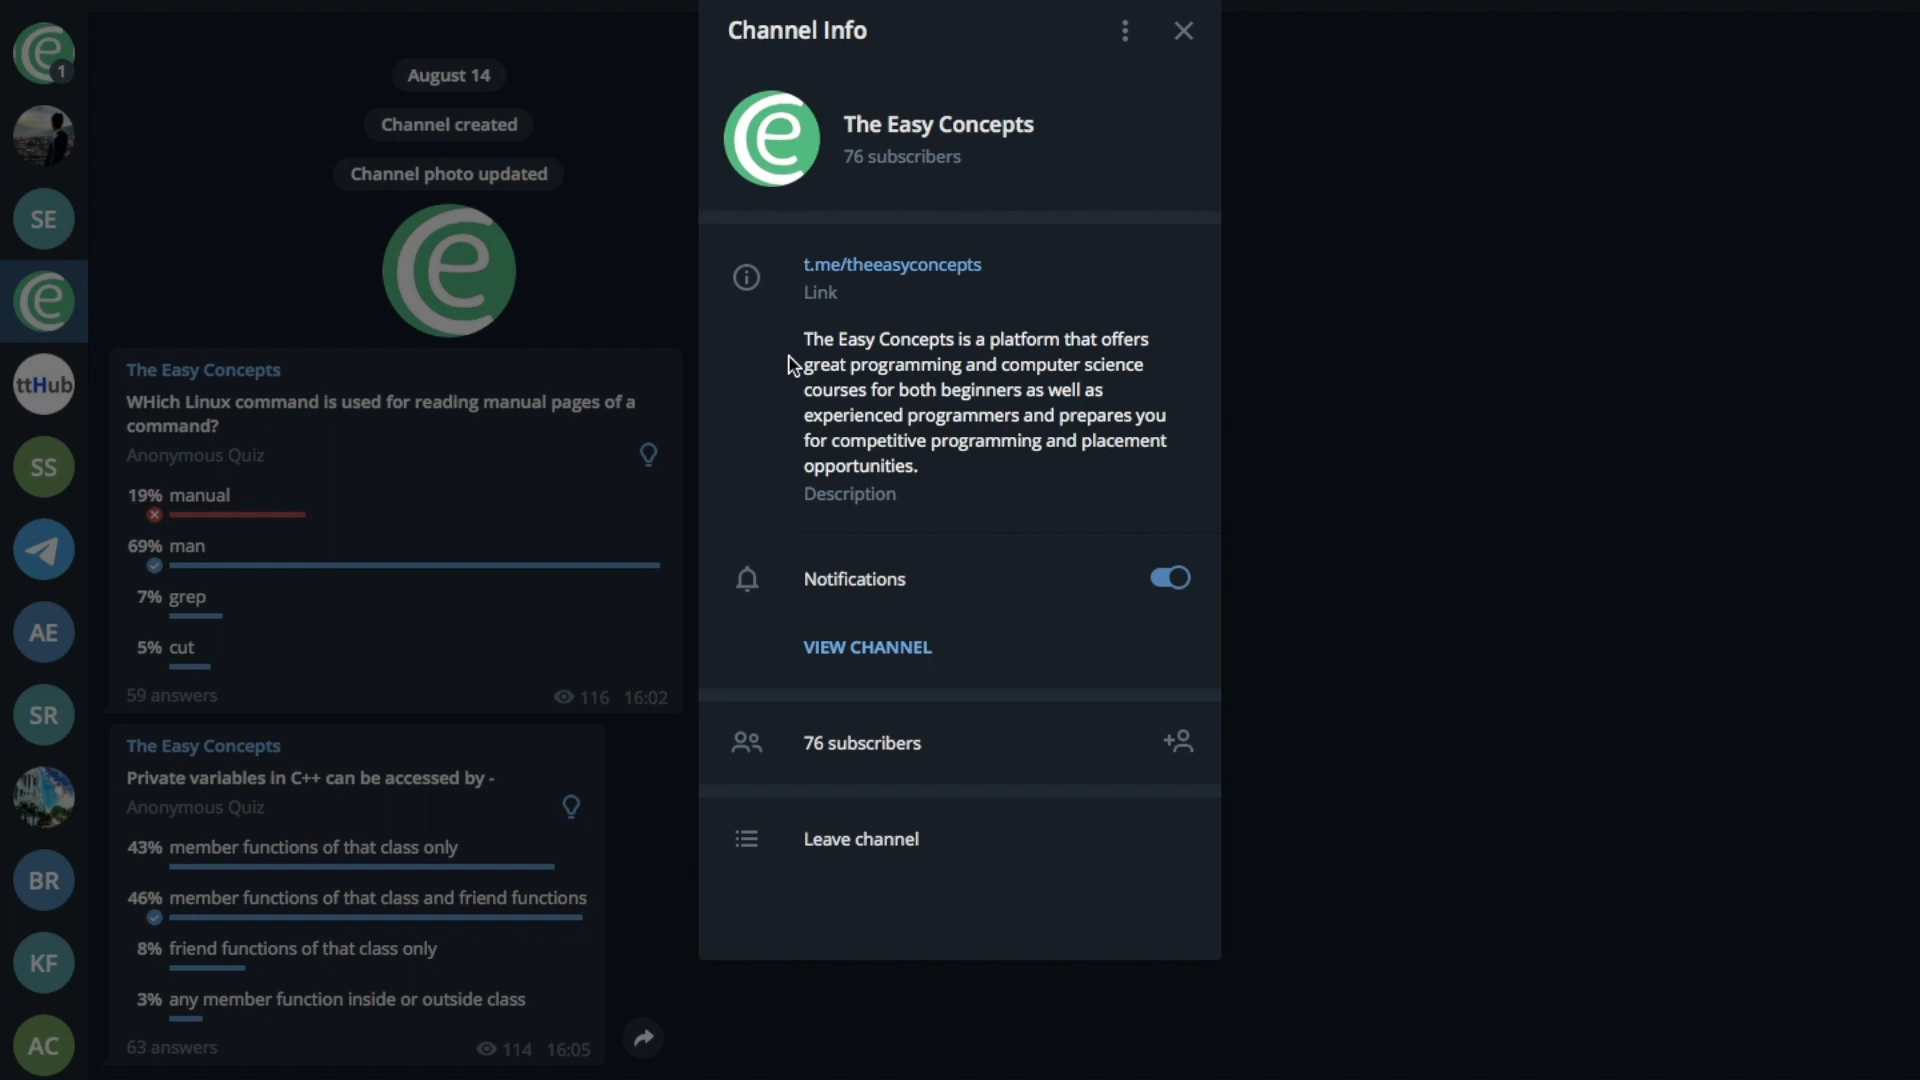 1
SE
ttHub
SS
AE
SR
BR
KF
AC
August 14
Channel created
Channel photo updated
The Easy Concepts
WHich Linux command is used for reading manual pages of a
command?
Anonymous Quiz
19% manual
69% man
7% grep
5% cut
59 answers
116 16:02
The Easy Concepts
Private variables in C++ can be accessed by -
Anonymous Quiz
43% member functions of that class only
46% member functions of that class and friend functions
8% friend functions of that class only
3% any member function inside or outside class
63 answers
114 16:05
Channel Info
The Easy Concepts
76 subscribers
t.me/theeasyconcepts
Link
The Easy Concepts is a platform that offers
great programming and computer science
courses for both beginners as well as
experienced programmers and prepares you
for competitive programming and placement
opportunities.
Description
Notifications
VIEW CHANNEL
76 subscribers
Leave channel